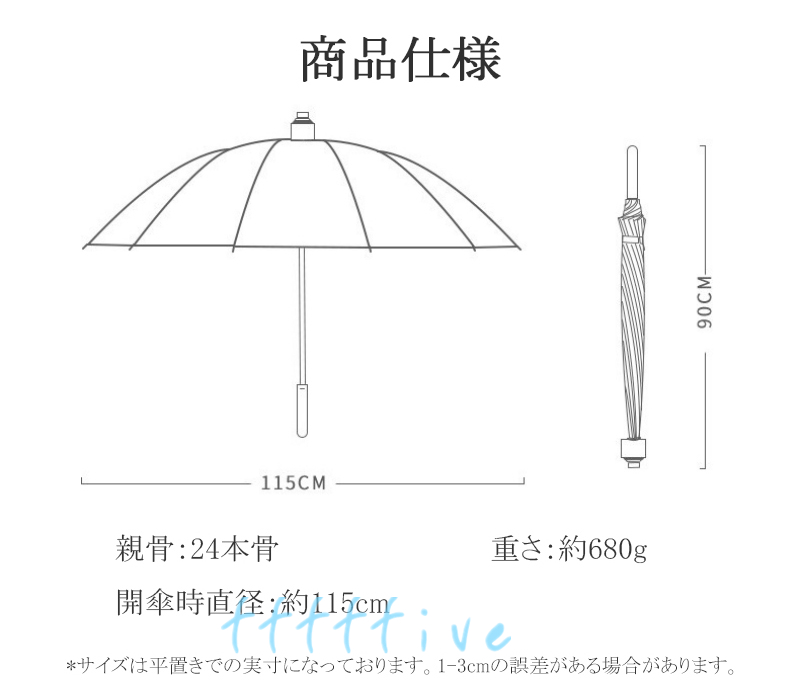 商品仕様
90CM
115CM
親骨:24本骨
重さ:約680g
開傘時直径:約115cm
ttttttive
*サイズは平置きでの実寸になっております。1-3cmの誤差がある場合があります。